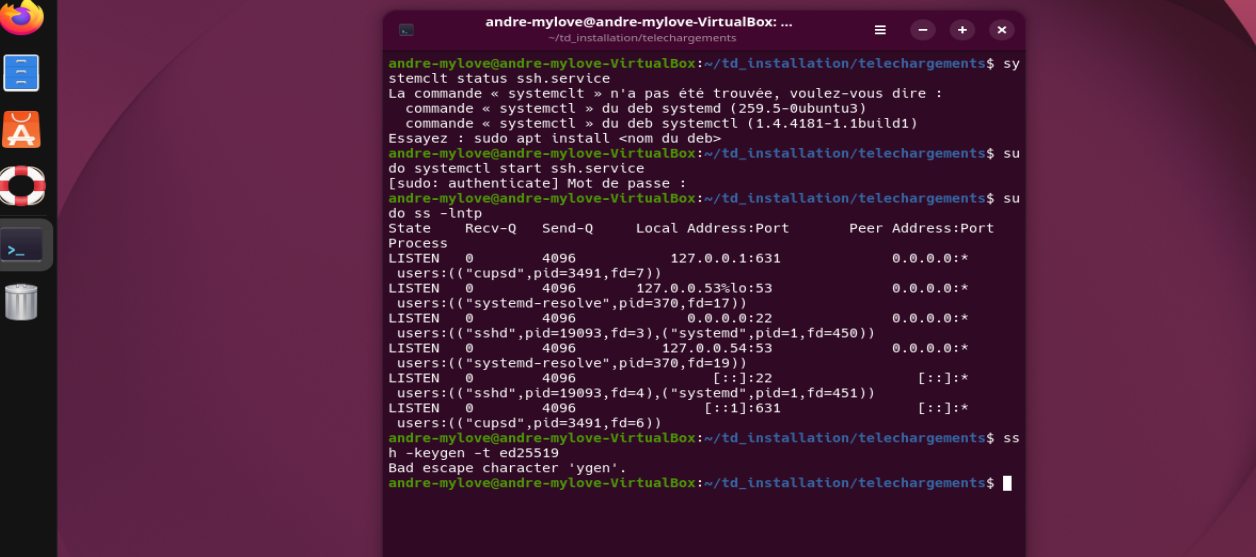 andre-mylove@andre-mylove-VirtualBox: ...
~/td_installation/telechargements
andre-mylove@andre-mylove-VirtualBox:~/td_installation/telechargements$ sy
stemclt status ssh.service
La commande « systemclt » n'a pas été trouvée, voulez-vous dire :
  commande « systemctl » du deb systemd (259.5-0ubuntu3)
  commande « systemctl » du deb systemctl (1.4.4181-1.1build1)
Essayez : sudo apt install <nom du deb>
andre-mylove@andre-mylove-VirtualBox:~/td_installation/telechargements$ su
do systemctl start ssh.service
[sudo: authenticate] Mot de passe :
andre-mylove@andre-mylove-VirtualBox:~/td_installation/telechargements$ su
do ss -lntp
State   Recv-Q   Send-Q     Local Address:Port       Peer Address:Port
Process
LISTEN   0        4096           127.0.0.1:631             0.0.0.0:*
 users:(("cupsd",pid=3491,fd=7))
LISTEN   0        4096       127.0.0.53%lo:53              0.0.0.0:*
 users:(("systemd-resolve",pid=370,fd=17))
LISTEN   0        4096             0.0.0.0:22              0.0.0.0:*
 users:(("sshd",pid=19093,fd=3),("systemd",pid=1,fd=450))
LISTEN   0        4096          127.0.0.54:53              0.0.0.0:*
 users:(("systemd-resolve",pid=370,fd=19))
LISTEN   0        4096                [::]:22                 [::]:*
 users:(("sshd",pid=19093,fd=4),("systemd",pid=1,fd=451))
LISTEN   0        4096               [::1]:631                [::]:*
 users:(("cupsd",pid=3491,fd=6))
andre-mylove@andre-mylove-VirtualBox:~/td_installation/telechargements$ ss
h -keygen -t ed25519
Bad escape character 'ygen'.
andre-mylove@andre-mylove-VirtualBox:~/td_installation/telechargements$